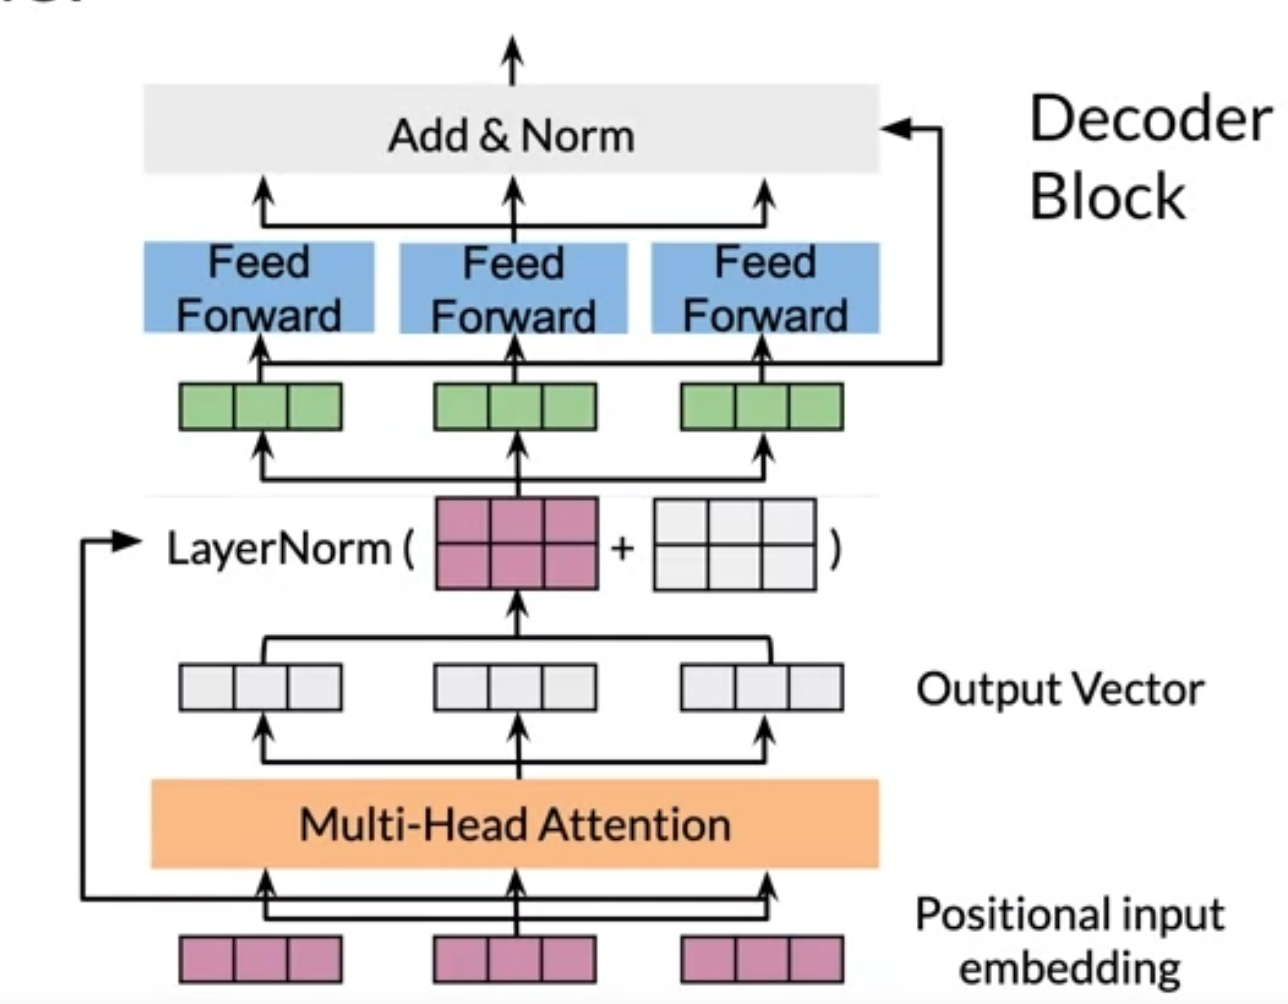 Decoder
Block
Add & Norm
Feed
Forward
Feed
Forward
Feed
Forward
LayerNorm ( + )
Output Vector
Multi-Head Attention
Positional input
embedding